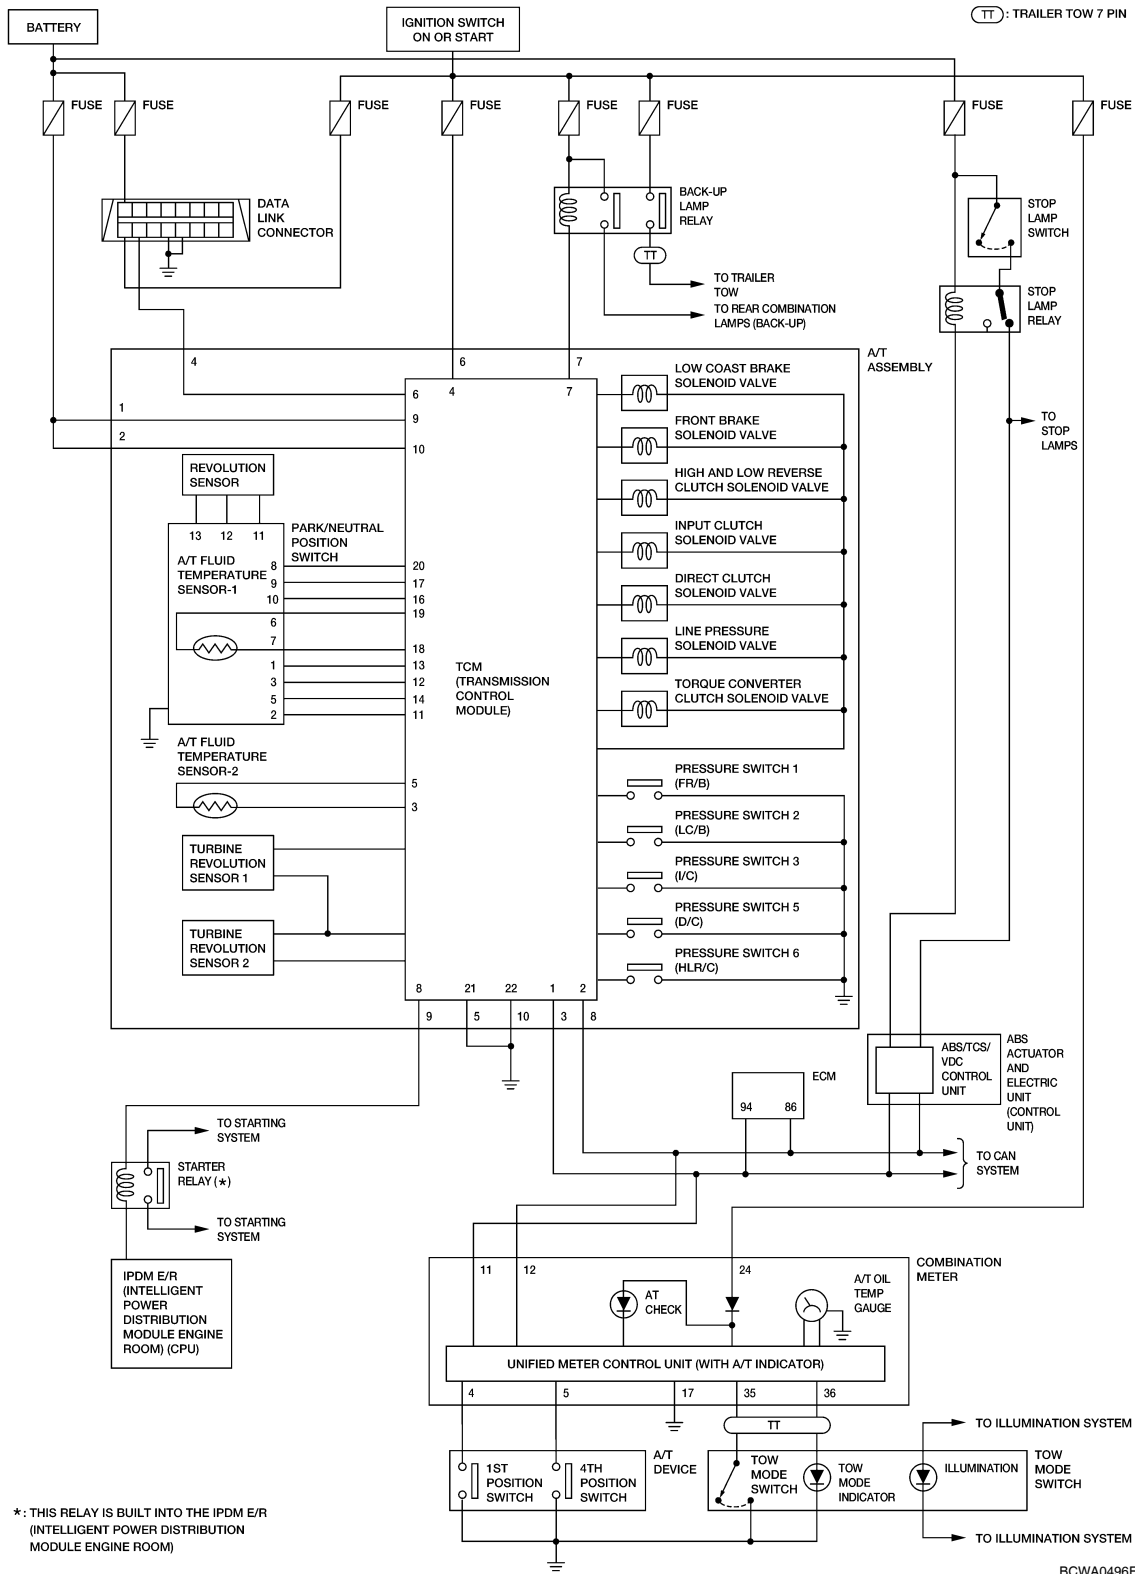 BATTERY
IGNITION SWITCH
ON OR START
TT : TRAILER TOW 7 PIN
FUSE
FUSE
FUSE
FUSE
FUSE
FUSE
FUSE
FUSE
DATA
LINK
CONNECTOR
BACK-UP
LAMP
RELAY
TT
TO TRAILER
TOW
TO REAR COMBINATION
LAMPS (BACK-UP)
STOP
LAMP
SWITCH
STOP
LAMP
RELAY
TO
STOP
LAMPS
A/T
ASSEMBLY
4
6
7
1
2
6
9
10
4
7
LOW COAST BRAKE
SOLENOID VALVE
FRONT BRAKE
SOLENOID VALVE
HIGH AND LOW REVERSE
CLUTCH SOLENOID VALVE
INPUT CLUTCH
SOLENOID VALVE
DIRECT CLUTCH
SOLENOID VALVE
LINE PRESSURE
SOLENOID VALVE
TORQUE CONVERTER
CLUTCH SOLENOID VALVE
REVOLUTION
SENSOR
13 12 11
PARK/NEUTRAL
POSITION
SWITCH
A/T FLUID
TEMPERATURE
SENSOR-1
8 20
9 17
10 16
6 19
7 18
1 13
3 12
5 14
2 11
TCM
(TRANSMISSION
CONTROL
MODULE)
A/T FLUID
TEMPERATURE
SENSOR-2
5
3
TURBINE
REVOLUTION
SENSOR 1
TURBINE
REVOLUTION
SENSOR 2
PRESSURE SWITCH 1
(FR/B)
PRESSURE SWITCH 2
(LC/B)
PRESSURE SWITCH 3
(I/C)
PRESSURE SWITCH 5
(D/C)
PRESSURE SWITCH 6
(HLR/C)
8 21 22 1 2
9 5 10 3 8
ABS/TCS/
VDC
CONTROL
UNIT
ABS
ACTUATOR
AND
ELECTRIC
UNIT
(CONTROL
UNIT)
ECM
94 86
TO CAN
SYSTEM
TO STARTING
SYSTEM
STARTER
RELAY (*)
TO STARTING
SYSTEM
IPDM E/R
(INTELLIGENT
POWER
DISTRIBUTION
MODULE ENGINE
ROOM) (CPU)
COMBINATION
METER
11 12 24
AT
CHECK
A/T OIL
TEMP
GAUGE
UNIFIED METER CONTROL UNIT (WITH A/T INDICATOR)
4 5 17 35 36
TT
A/T
DEVICE
1ST
POSITION
SWITCH
4TH
POSITION
SWITCH
TOW
MODE
SWITCH
TOW
MODE
INDICATOR
ILLUMINATION
TOW
MODE
SWITCH
TO ILLUMINATION SYSTEM
TO ILLUMINATION SYSTEM
*: THIS RELAY IS BUILT INTO THE IPDM E/R
(INTELLIGENT POWER DISTRIBUTION
MODULE ENGINE ROOM)